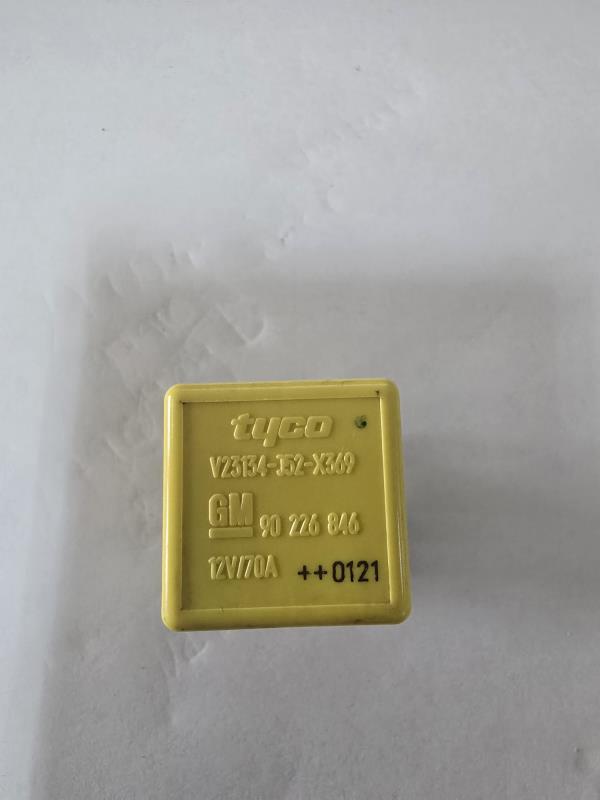 tyco
V23134-J52-X369
GM 90 226 846
12V/70A ++0121